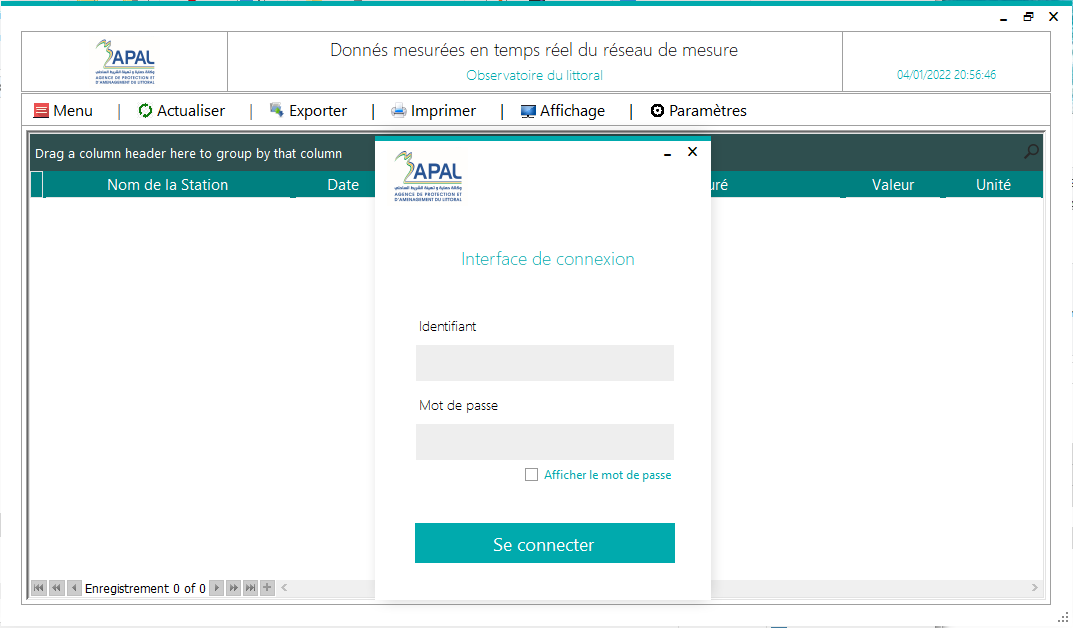 APAL
وكالة حماية و تهيئة الشريط الساحلي
AGENCE DE PROTECTION ET
D'AMENAGEMENT DU LITTORAL
Donnés mesurées en temps réel du réseau de mesure
Observatoire du littoral
04/01/2022 20:56:46
Menu | Actualiser | Exporter | Imprimer | Affichage | Paramètres
Drag a column header here to group by that column
Nom de la Station Date uré Valeur Unité
APAL
وكالة حماية و تهيئة الشريط الساحلي
AGENCE DE PROTECTION ET
D'AMENAGEMENT DU LITTORAL
Interface de connexion
Identifiant
Mot de passe
Afficher le mot de passe
Se connecter
Enregistrement 0 of 0